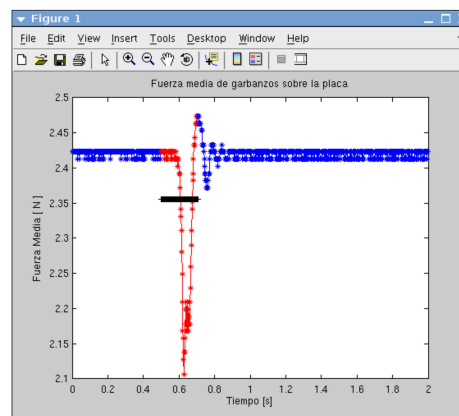 Figure 1
File Edit View Insert Tools Desktop Window Help
Fuerza media de garbanzos sobre la placa
2.5
2.45
2.4
2.35
2.3
2.25
2.2
2.15
2.1
Fuerza Media [ N ]
0 0.2 0.4 0.6 0.8 1 1.2 1.4 1.6 1.8 2
Tiempo [s]